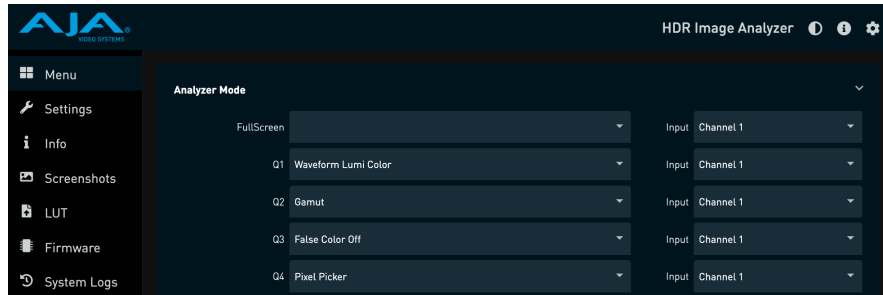 AJA
VIDEO SYSTEMS
HDR Image Analyzer
Menu
Settings
Info
Screenshots
LUT
Firmware
System Logs
Analyzer Mode
FullScreen Input Channel 1
Q1 Waveform Lumi Color Input Channel 1
Q2 Gamut Input Channel 1
Q3 False Color Off Input Channel 1
Q4 Pixel Picker Input Channel 1